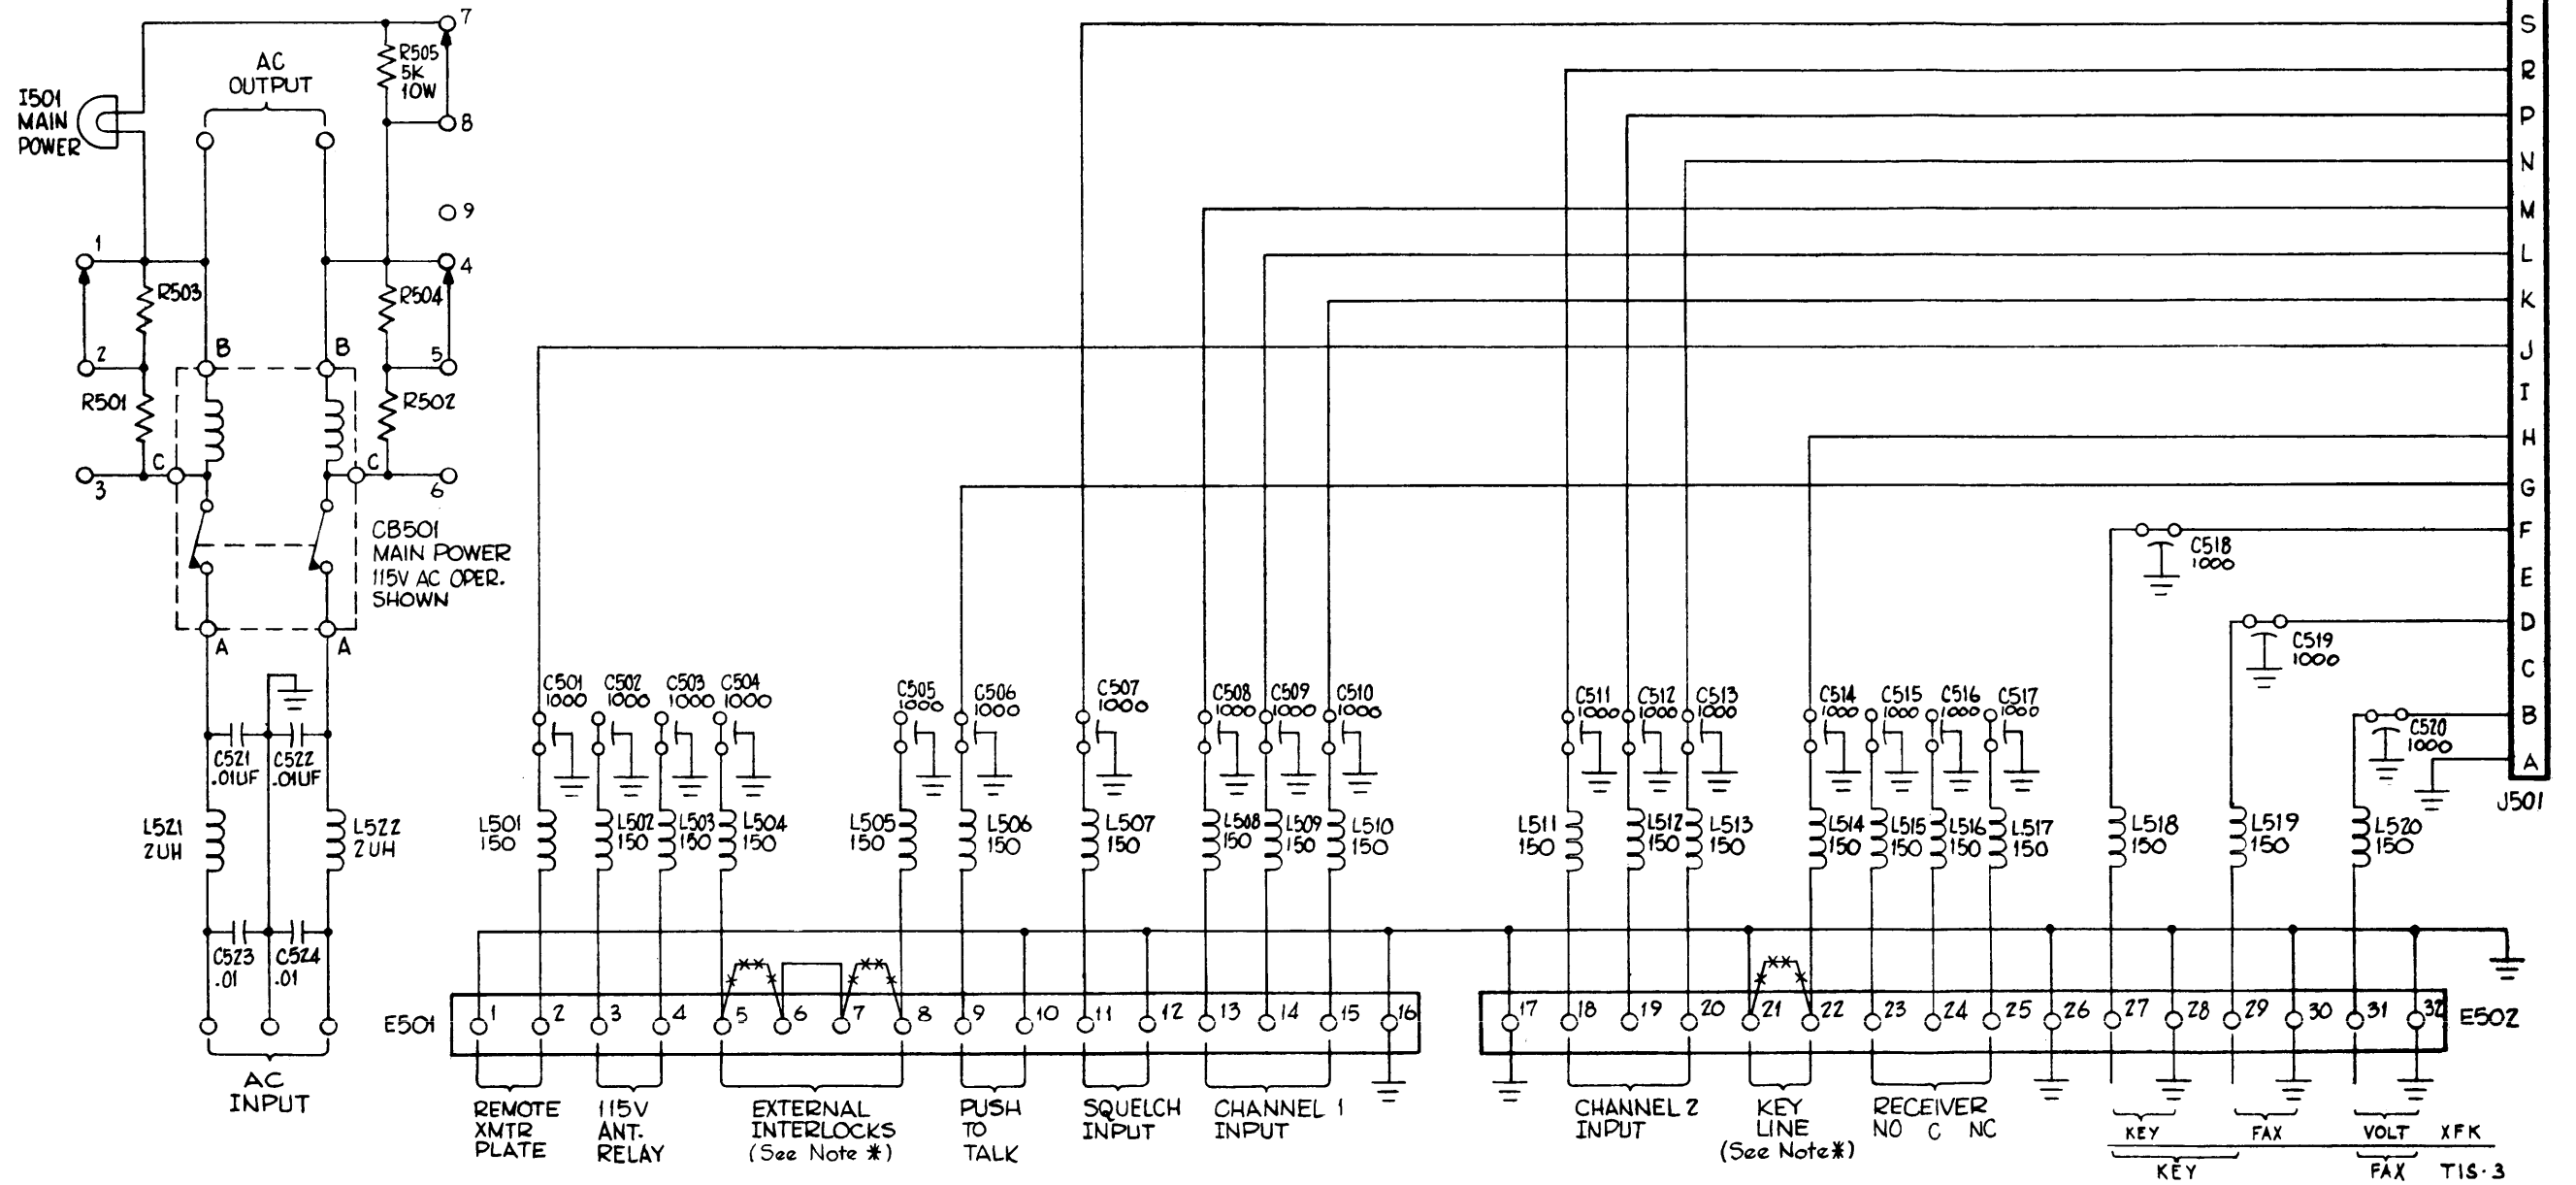 7
S
R505
5K
10W
AC
OUTPUT
R
I501
MAIN
POWER
8
P
N
9
M
1
4
L
R503
R504
K
2
B
B
5
J
R501
R502
I
C
C
H
3
6
G
CB501
MAIN POWER
115V AC OPER.
SHOWN
F
C518
1000
E
A
A
D
C519
1000
C
C501
1000
C502
1000
C503
1000
C504
1000
C505
1000
C506
1000
C507
1000
C508
1000
C509
1000
C510
1000
C511
1000
C512
1000
C513
1000
C514
1000
C515
1000
C516
1000
C517
1000
B
C520
1000
A
J501
C521
.01UF
C522
.01UF
L521
2UH
L522
2UH
L501
150
L502
150
L503
150
L504
150
L505
150
L506
150
L507
150
L508
150
L509
150
L510
150
L511
150
L512
150
L513
150
L514
150
L515
150
L516
150
L517
150
L518
150
L519
150
L520
150
C523
.01
C524
.01
E501
1 2 3 4 5 6 7 8 9 10 11 12 13 14 15 16
17 18 19 20 21 22 23 24 25 26 27 28 29 30 31 32
E502
AC
INPUT
REMOTE
XMTR
PLATE
115V
ANT.
RELAY
EXTERNAL
INTERLOCKS
(See Note *)
PUSH
TO
TALK
SQUELCH
INPUT
CHANNEL 1
INPUT
CHANNEL 2
INPUT
KEY
LINE
(See Note*)
RECEIVER
NO C NC
KEY FAX VOLT XFK
KEY FAX TIS-3